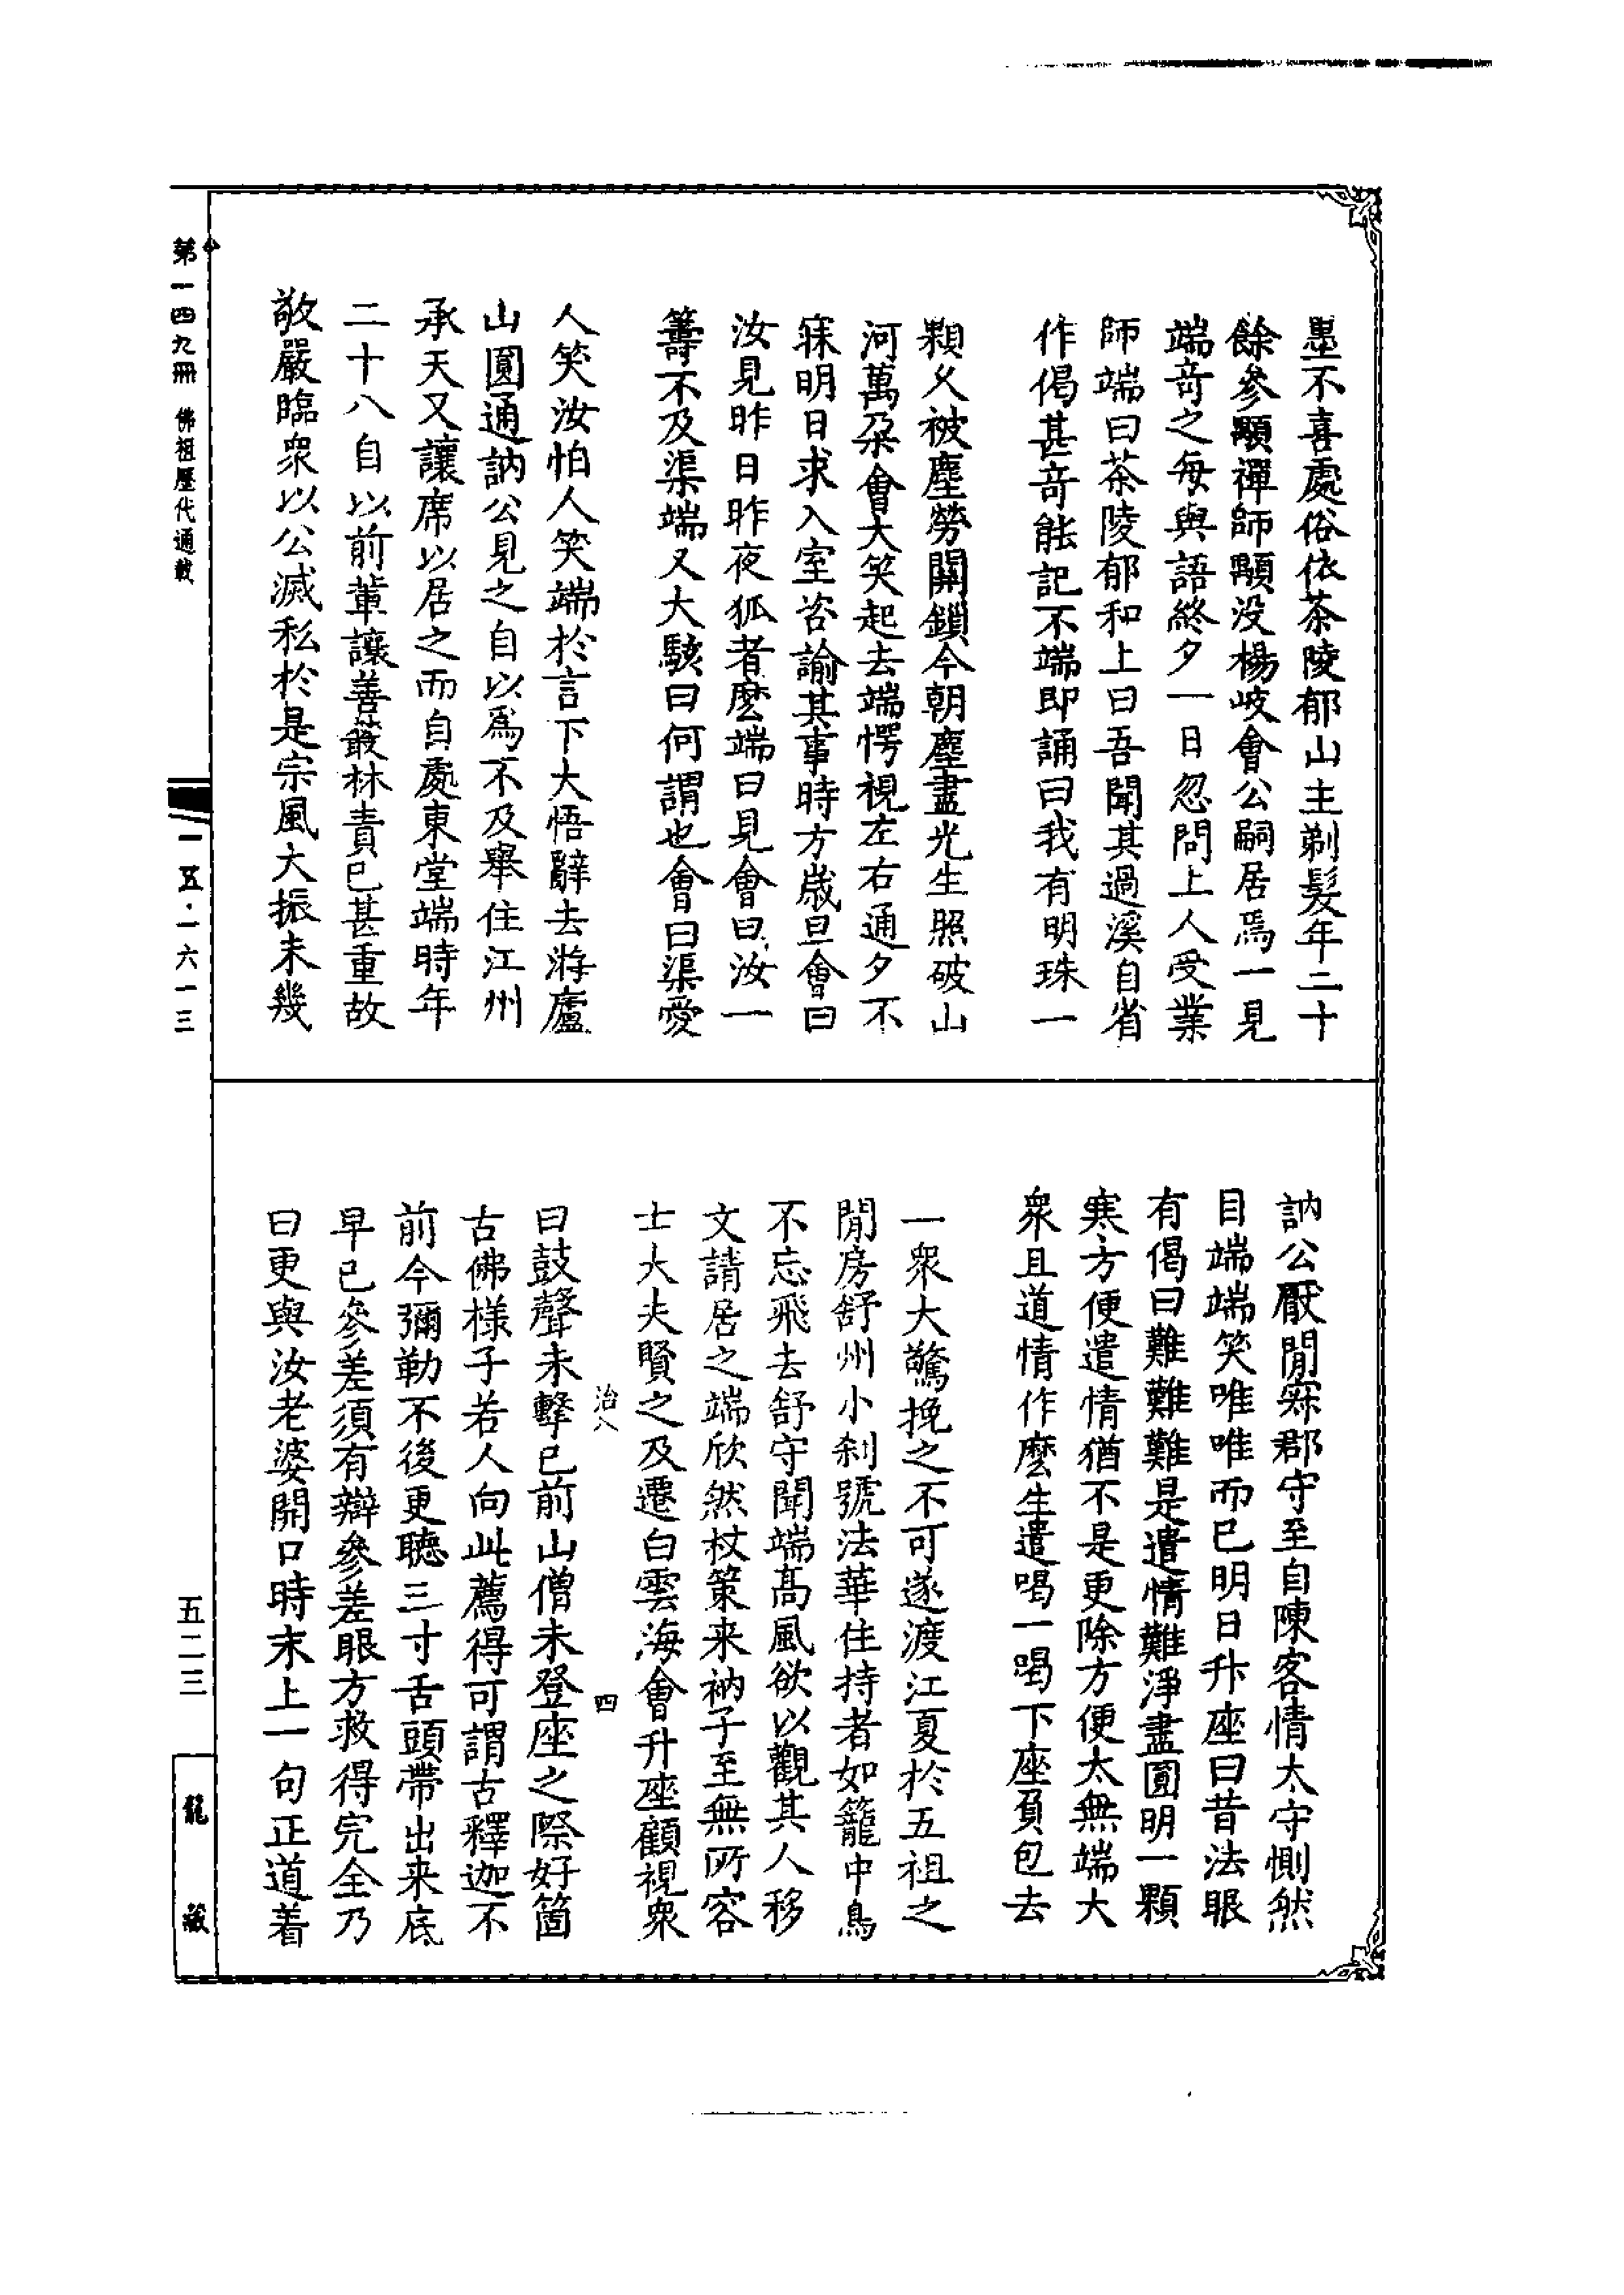 墨不喜處俗依茶陵郁山主剃髮年二十
餘參顒禪師顒没楊岐會公嗣居焉一見
端竒之每與語終夕一日忽問上人受業
師端曰茶陵郁和上曰吾聞其過溪自省
作偈甚竒能記不端即誦曰我有明珠一
顆乆被塵勞關鎖今朝塵盡光生照破山
河萬朶會大笑起去端愕視左右通夕不
寐明日求入室咨諭其事時方歲旦會曰
汝見昨日昨夜狐者麽端曰見會曰汝一
籌不及渠端又大駭曰何謂也會曰渠愛
人笑汝怕人笑端於言下大悟辭去游廬
山圓通訥公見之自以爲不及舉住江州
承天又讓席以居之而自處東堂端時年
二十八自以前輩讓善叢林責已甚重故
敬嚴臨衆以公滅私於是宗風大振未幾
訥公厭閒寂郡守至自陳客情太守惻然
目端端笑唯唯而已明日升座曰昔法眼
有偈曰難難難是遣情難淨盡圓明一顆
寒方便遣情猶不是更除方便太無端大
衆且道情作麽生遣喝一喝下座負包去
一衆大驚挽之不可遂渡江夏於五祖之
閒房舒州小刹號法華住持者如籠中鳥
不忘飛去舒守聞端髙風欲以觀其人移
文請居之端欣然杖策来衲子至無所容
士大夫賢之及遷白雲海會升座顧視衆
治八
四
曰鼓聲未擊已前山僧未登座之際好箇
古佛様子若人向此薦得可謂古釋迦不
前今彌勒不後更聽三寸舌頭帶出来底
早已參差須有辯參差眼方救得完全乃
曰更與汝老婆開口時末上一句正道着
第一四九冊
佛祖歷代通載
一五·一六一三
五二三
龍藏